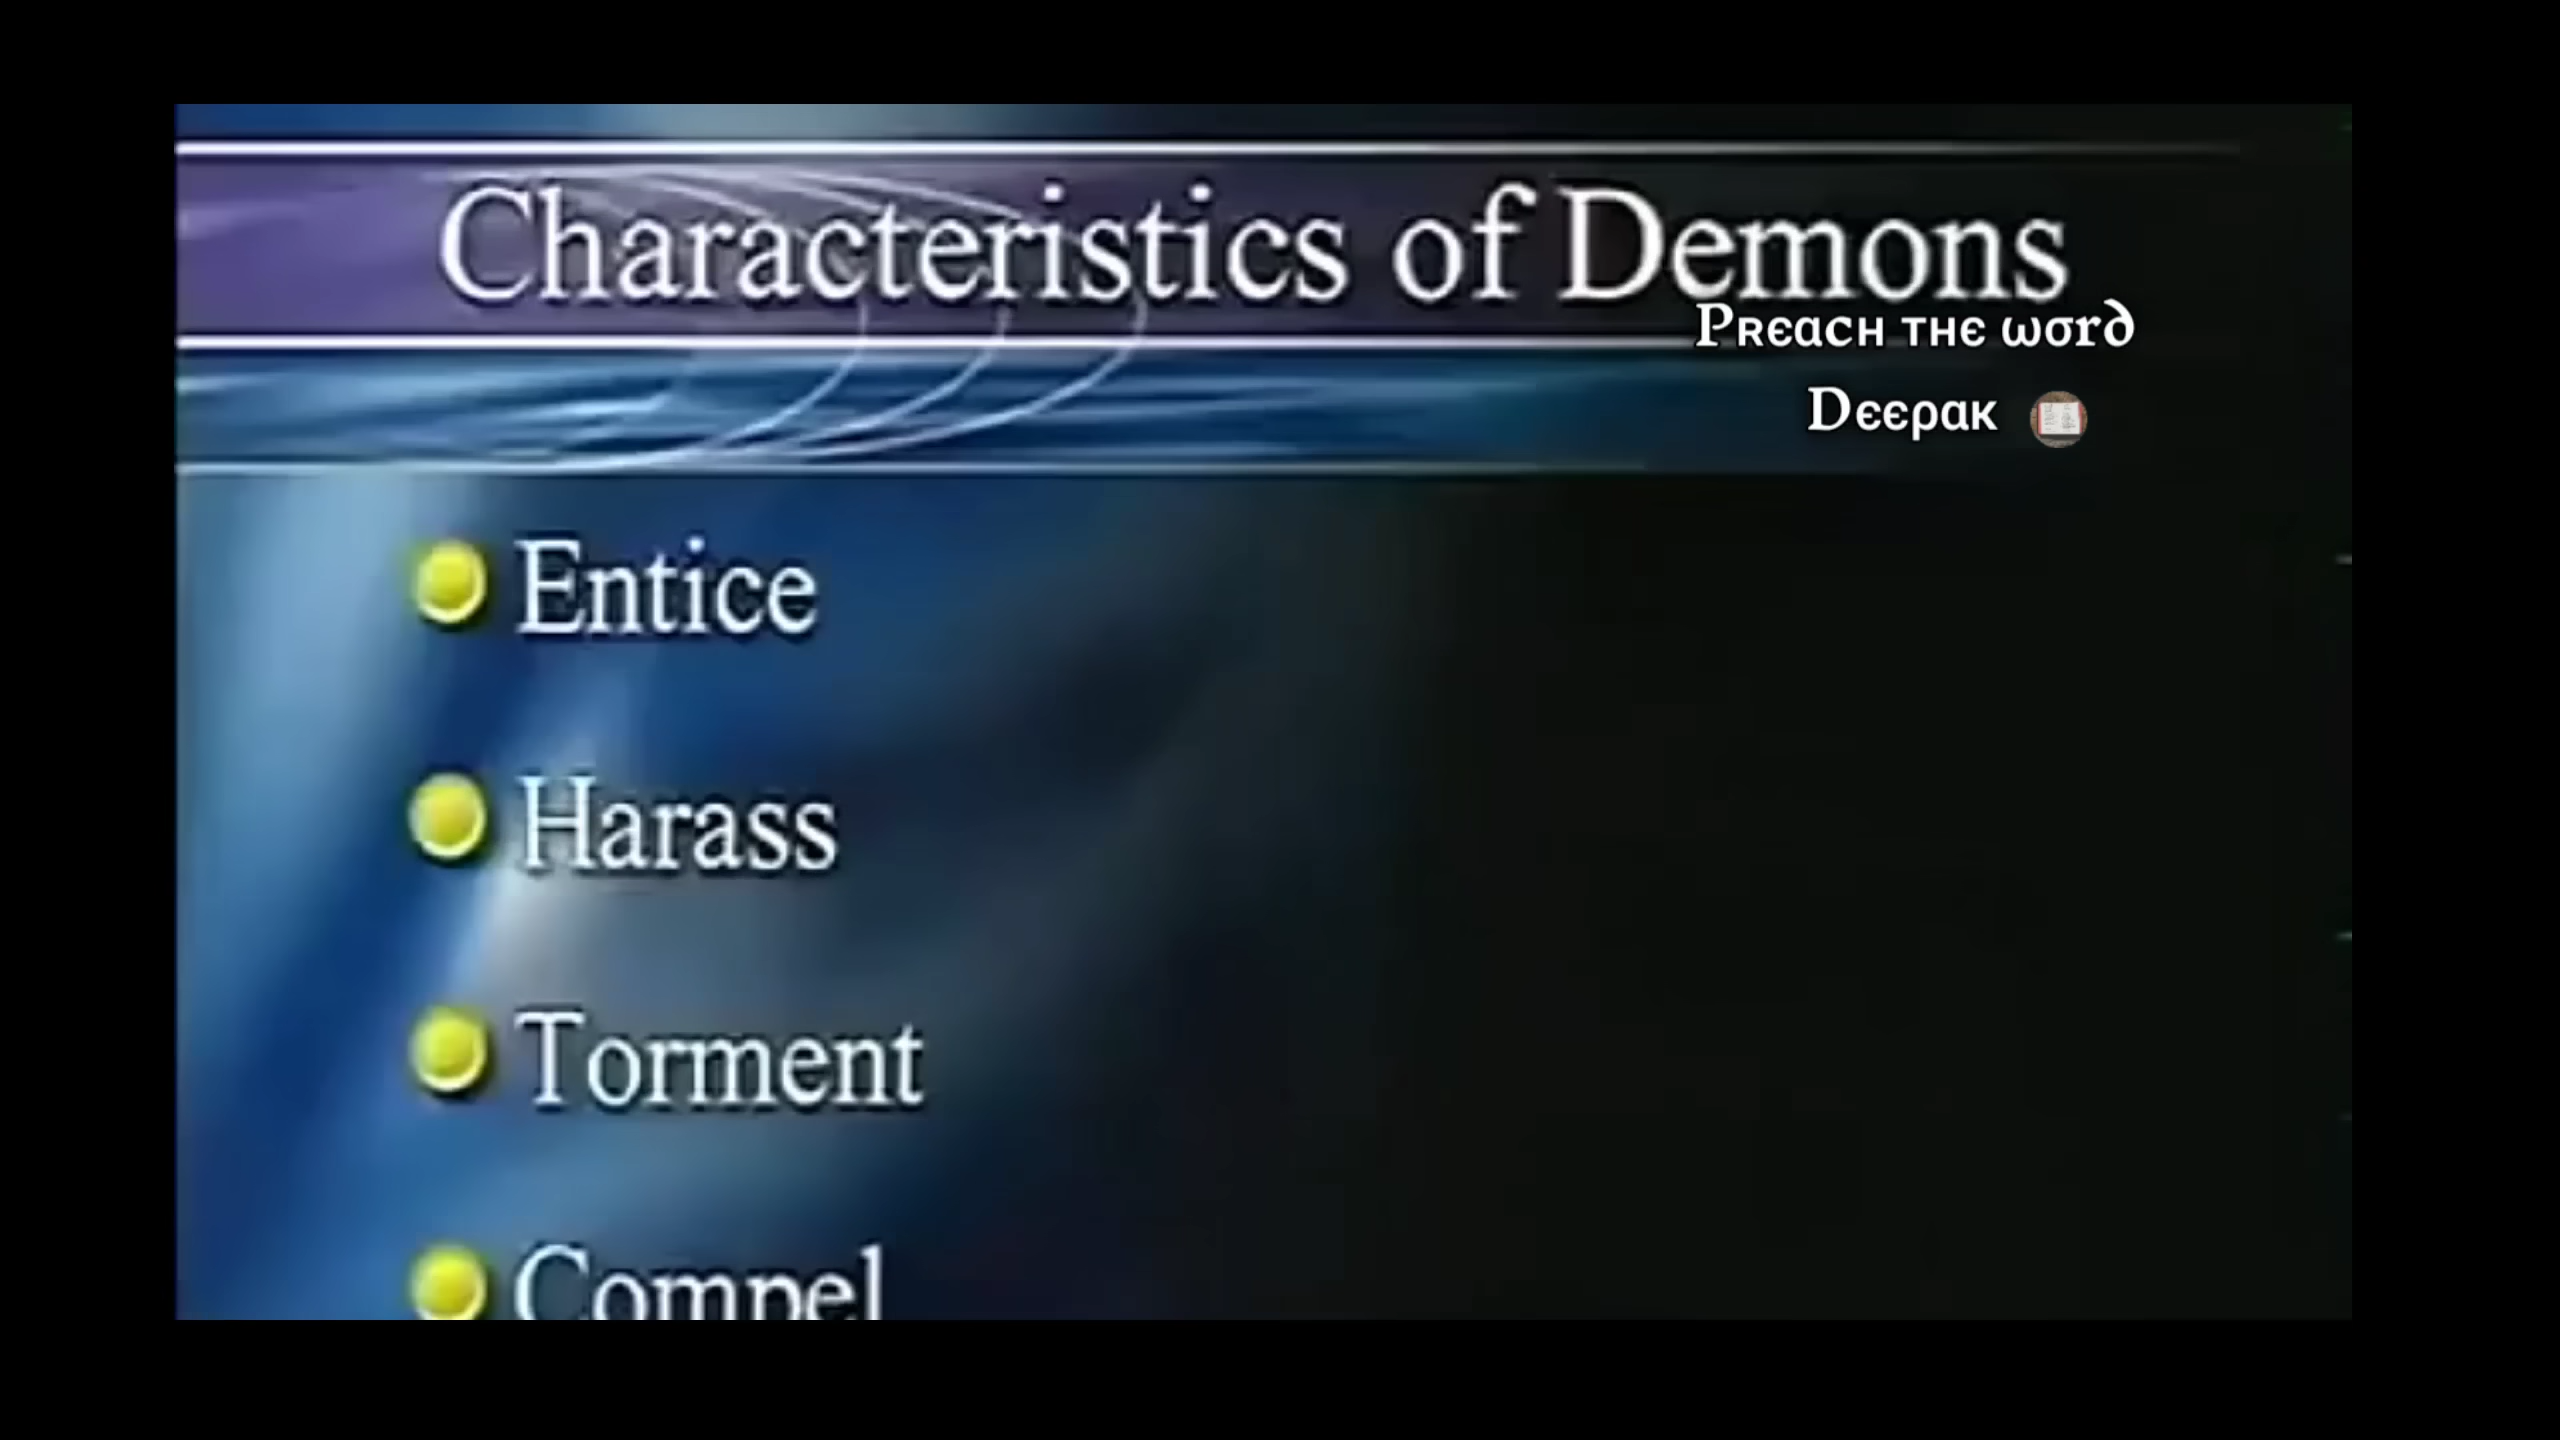 Characteristics of Demons
Preach the word
Deepak
Entice
Harass
Torment
Compel